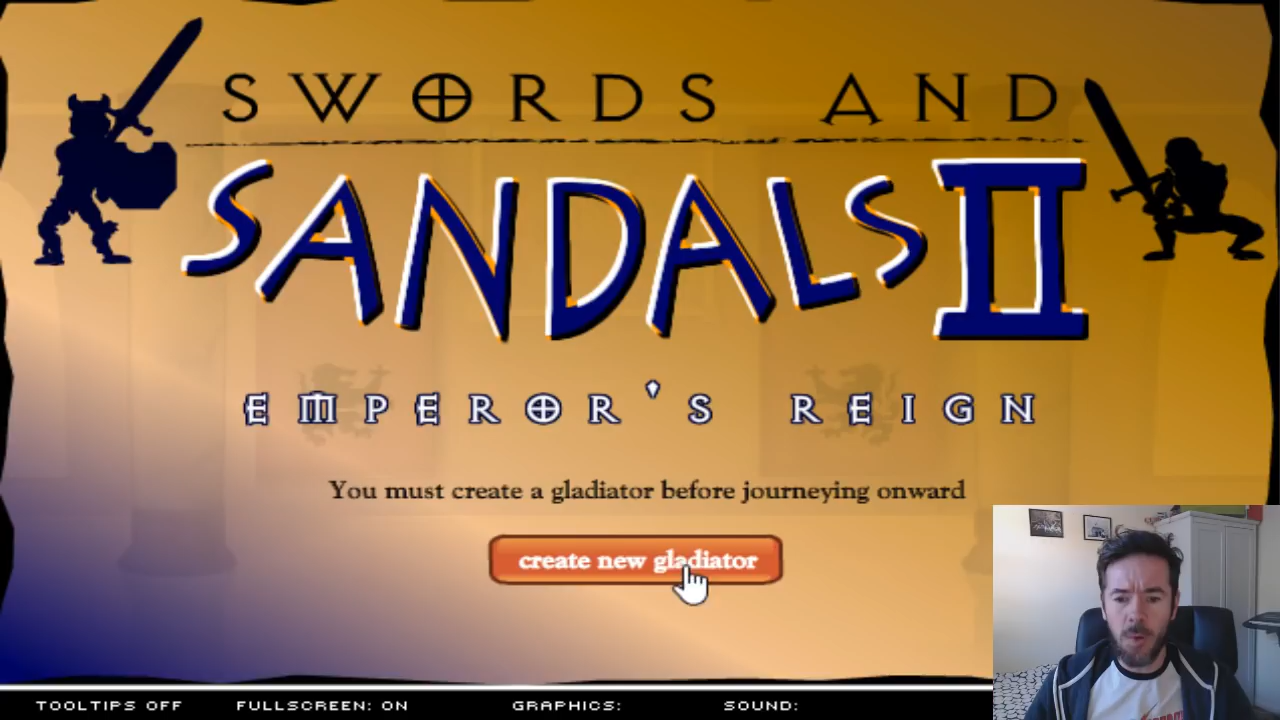 SWORDS AND
SANDALS II
EMPEROR'S REIGN
You must create a gladiator before journeying onward
create new gladiator
TOOLTIPS OFF FULLSCREEN: ON GRAPHICS: SOUND: